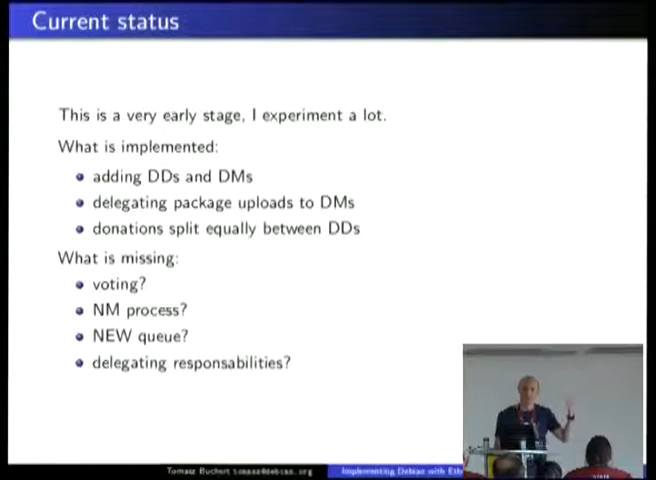 Current status
This is a very early stage, I experiment a lot.
What is implemented:
adding DDs and DMs
delegating package uploads to DMs
donations split equally between DDs
What is missing:
voting?
NM process?
NEW queue?
delegating responsabilities?
Tomasz Buchert
Implementing Debian with Eth